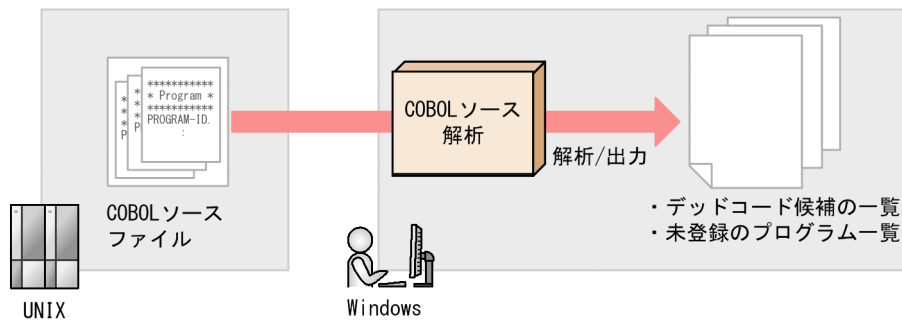 ***********
* Program *
***********
PROGRAM-ID.
:
COBOLソース
ファイル
UNIX
COBOLソース
解析
解析/出力
・デッドコード候補の一覧
・未登録のプログラム一覧
Windows